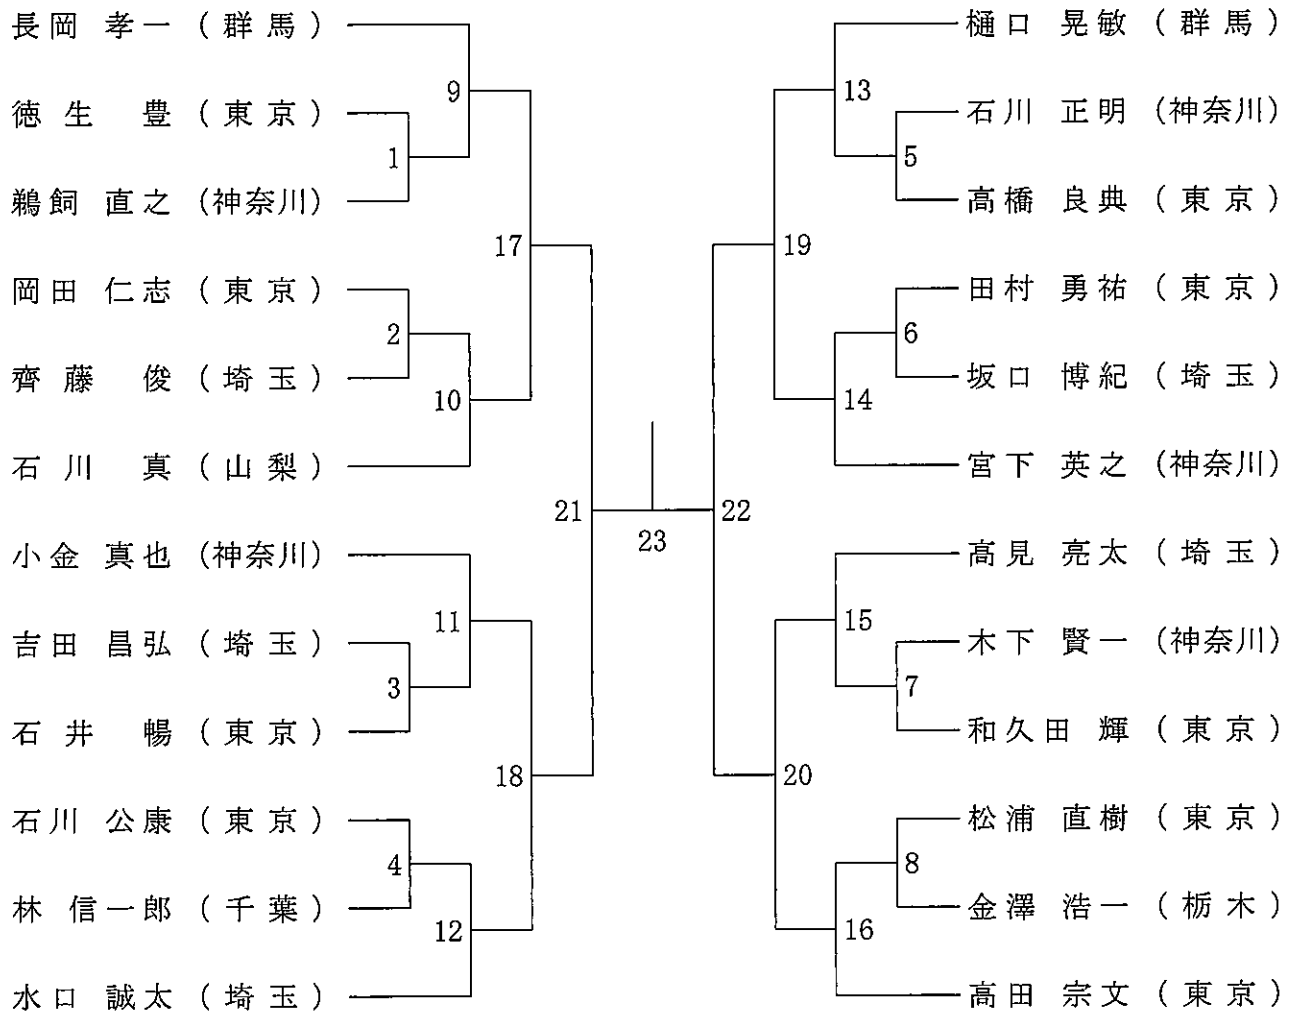 長岡 孝一 (群馬)
徳生 豊 (東京)
鵜飼 直之 (神奈川)
岡田 仁志 (東京)
齊藤 俊 (埼玉)
石川 真 (山梨)
小金 真也 (神奈川)
吉田 昌弘 (埼玉)
石井 暢 (東京)
石川 公康 (東京)
林 信一郎 (千葉)
水口 誠太 (埼玉)
1
2
3
4
9
10
11
12
17
18
21
23
22
19
20
13
14
15
16
5
6
7
8
樋口 晃敏 (群馬)
石川 正明 (神奈川)
高橋 良典 (東京)
田村 勇祐 (東京)
坂口 博紀 (埼玉)
宮下 英之 (神奈川)
高見 亮太 (埼玉)
木下 賢一 (神奈川)
和久田 輝 (東京)
松浦 直樹 (東京)
金澤 浩一 (栃木)
高田 宗文 (東京)